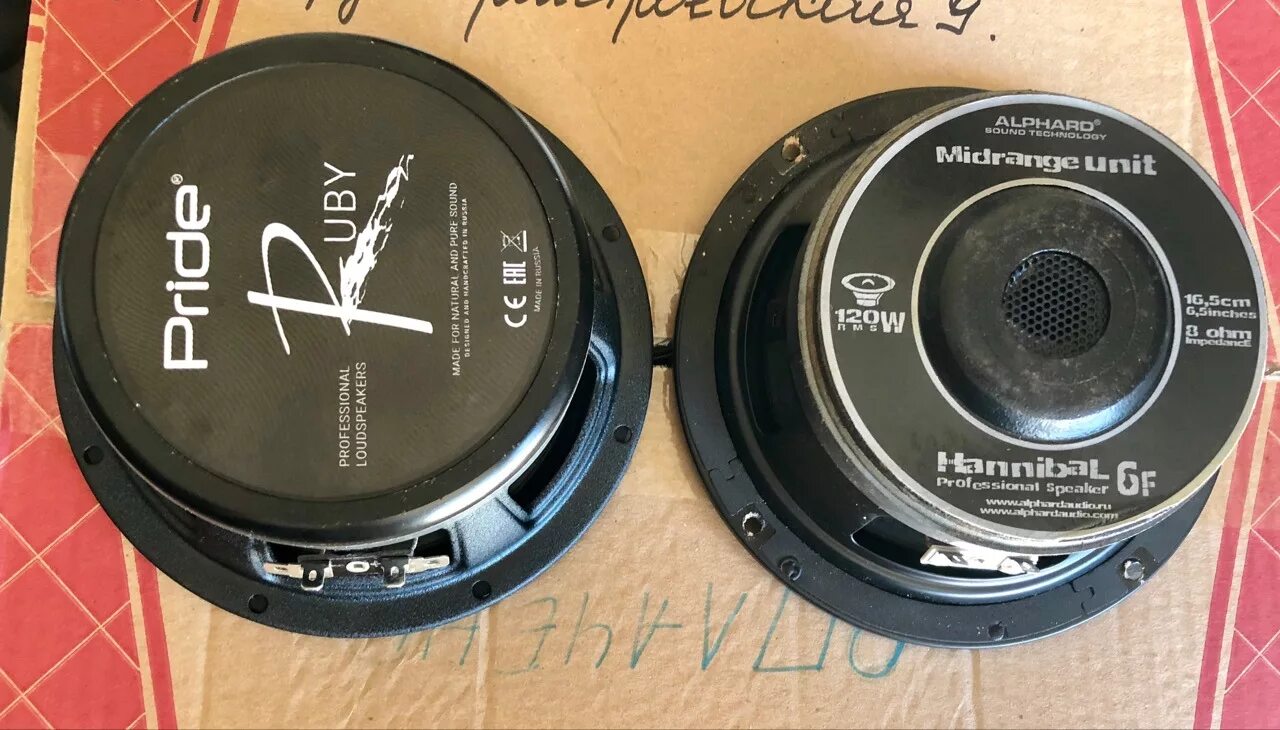 Pride®
RUBY
PROFESSIONAL
LOUDSPEAKERS
MADE FOR NATURAL AND PURE SOUND
DESIGNED AND HANDCRAFTED IN RUSSIA
CE EAC
MADE IN RUSSIA
ALPHARD®
SOUND TECHNOLOGY
Midrange unit
120W
RMS
16,5cm
6,5inches
8 ohm
ImpedancE
HannibaL 6F
Professional Speaker
www.alphardaudio.ru
www.alphardaudio.com